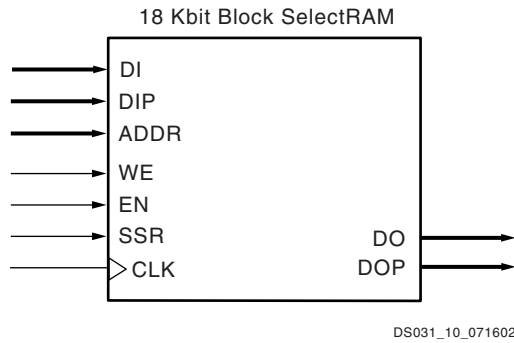 18 Kbit Block SelectRAM
DI
DIP
ADDR
WE
EN
SSR
CLK
DO
DOP
DS031_10_071602